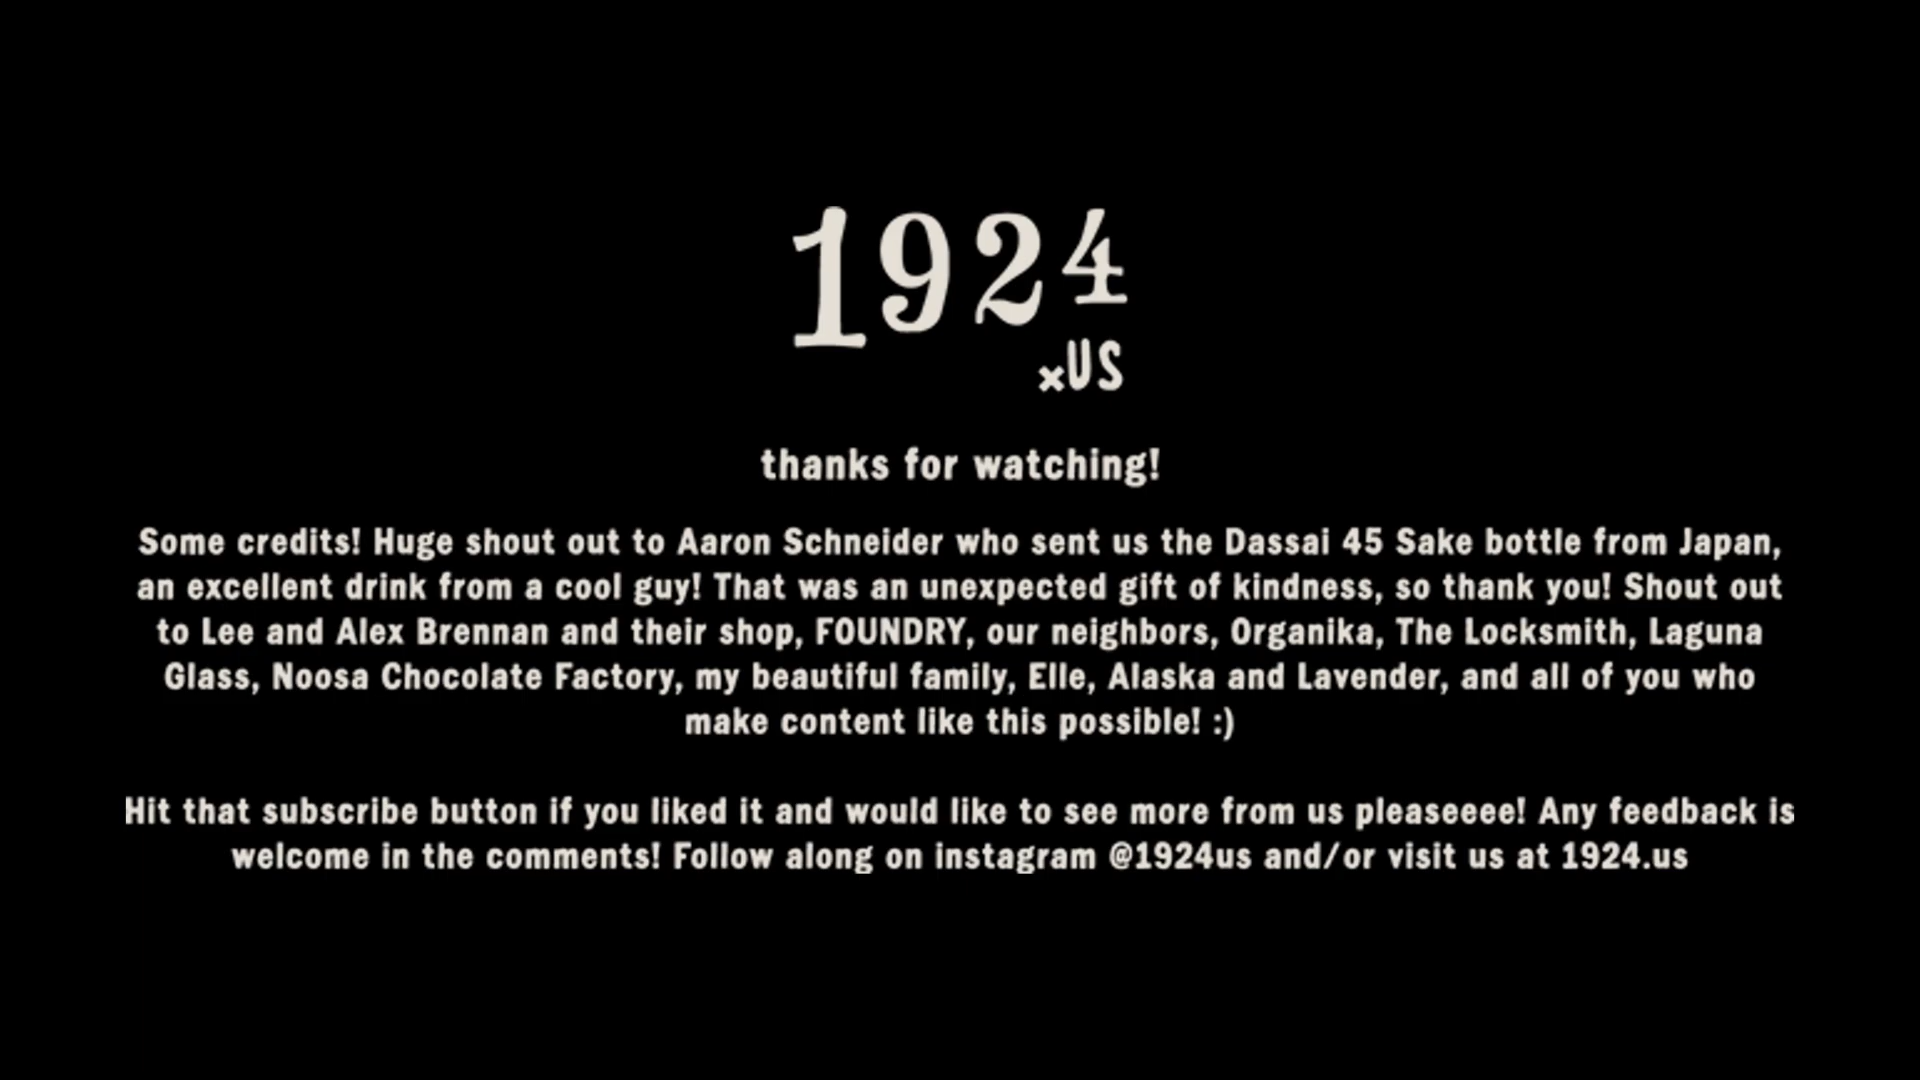 1924
xUS
thanks for watching!
Some credits! Huge shout out to Aaron Schneider who sent us the Dassai 45 Sake bottle from Japan,
an excellent drink from a cool guy! That was an unexpected gift of kindness, so thank you! Shout out
to Lee and Alex Brennan and their shop, FOUNDRY, our neighbors, Organika, The Locksmith, Laguna
Glass, Noosa Chocolate Factory, my beautiful family, Elle, Alaska and Lavender, and all of you who
make content like this possible! :)
Hit that subscribe button if you liked it and would like to see more from us pleaseeee! Any feedback is
welcome in the comments! Follow along on instagram @1924us and/or visit us at 1924.us